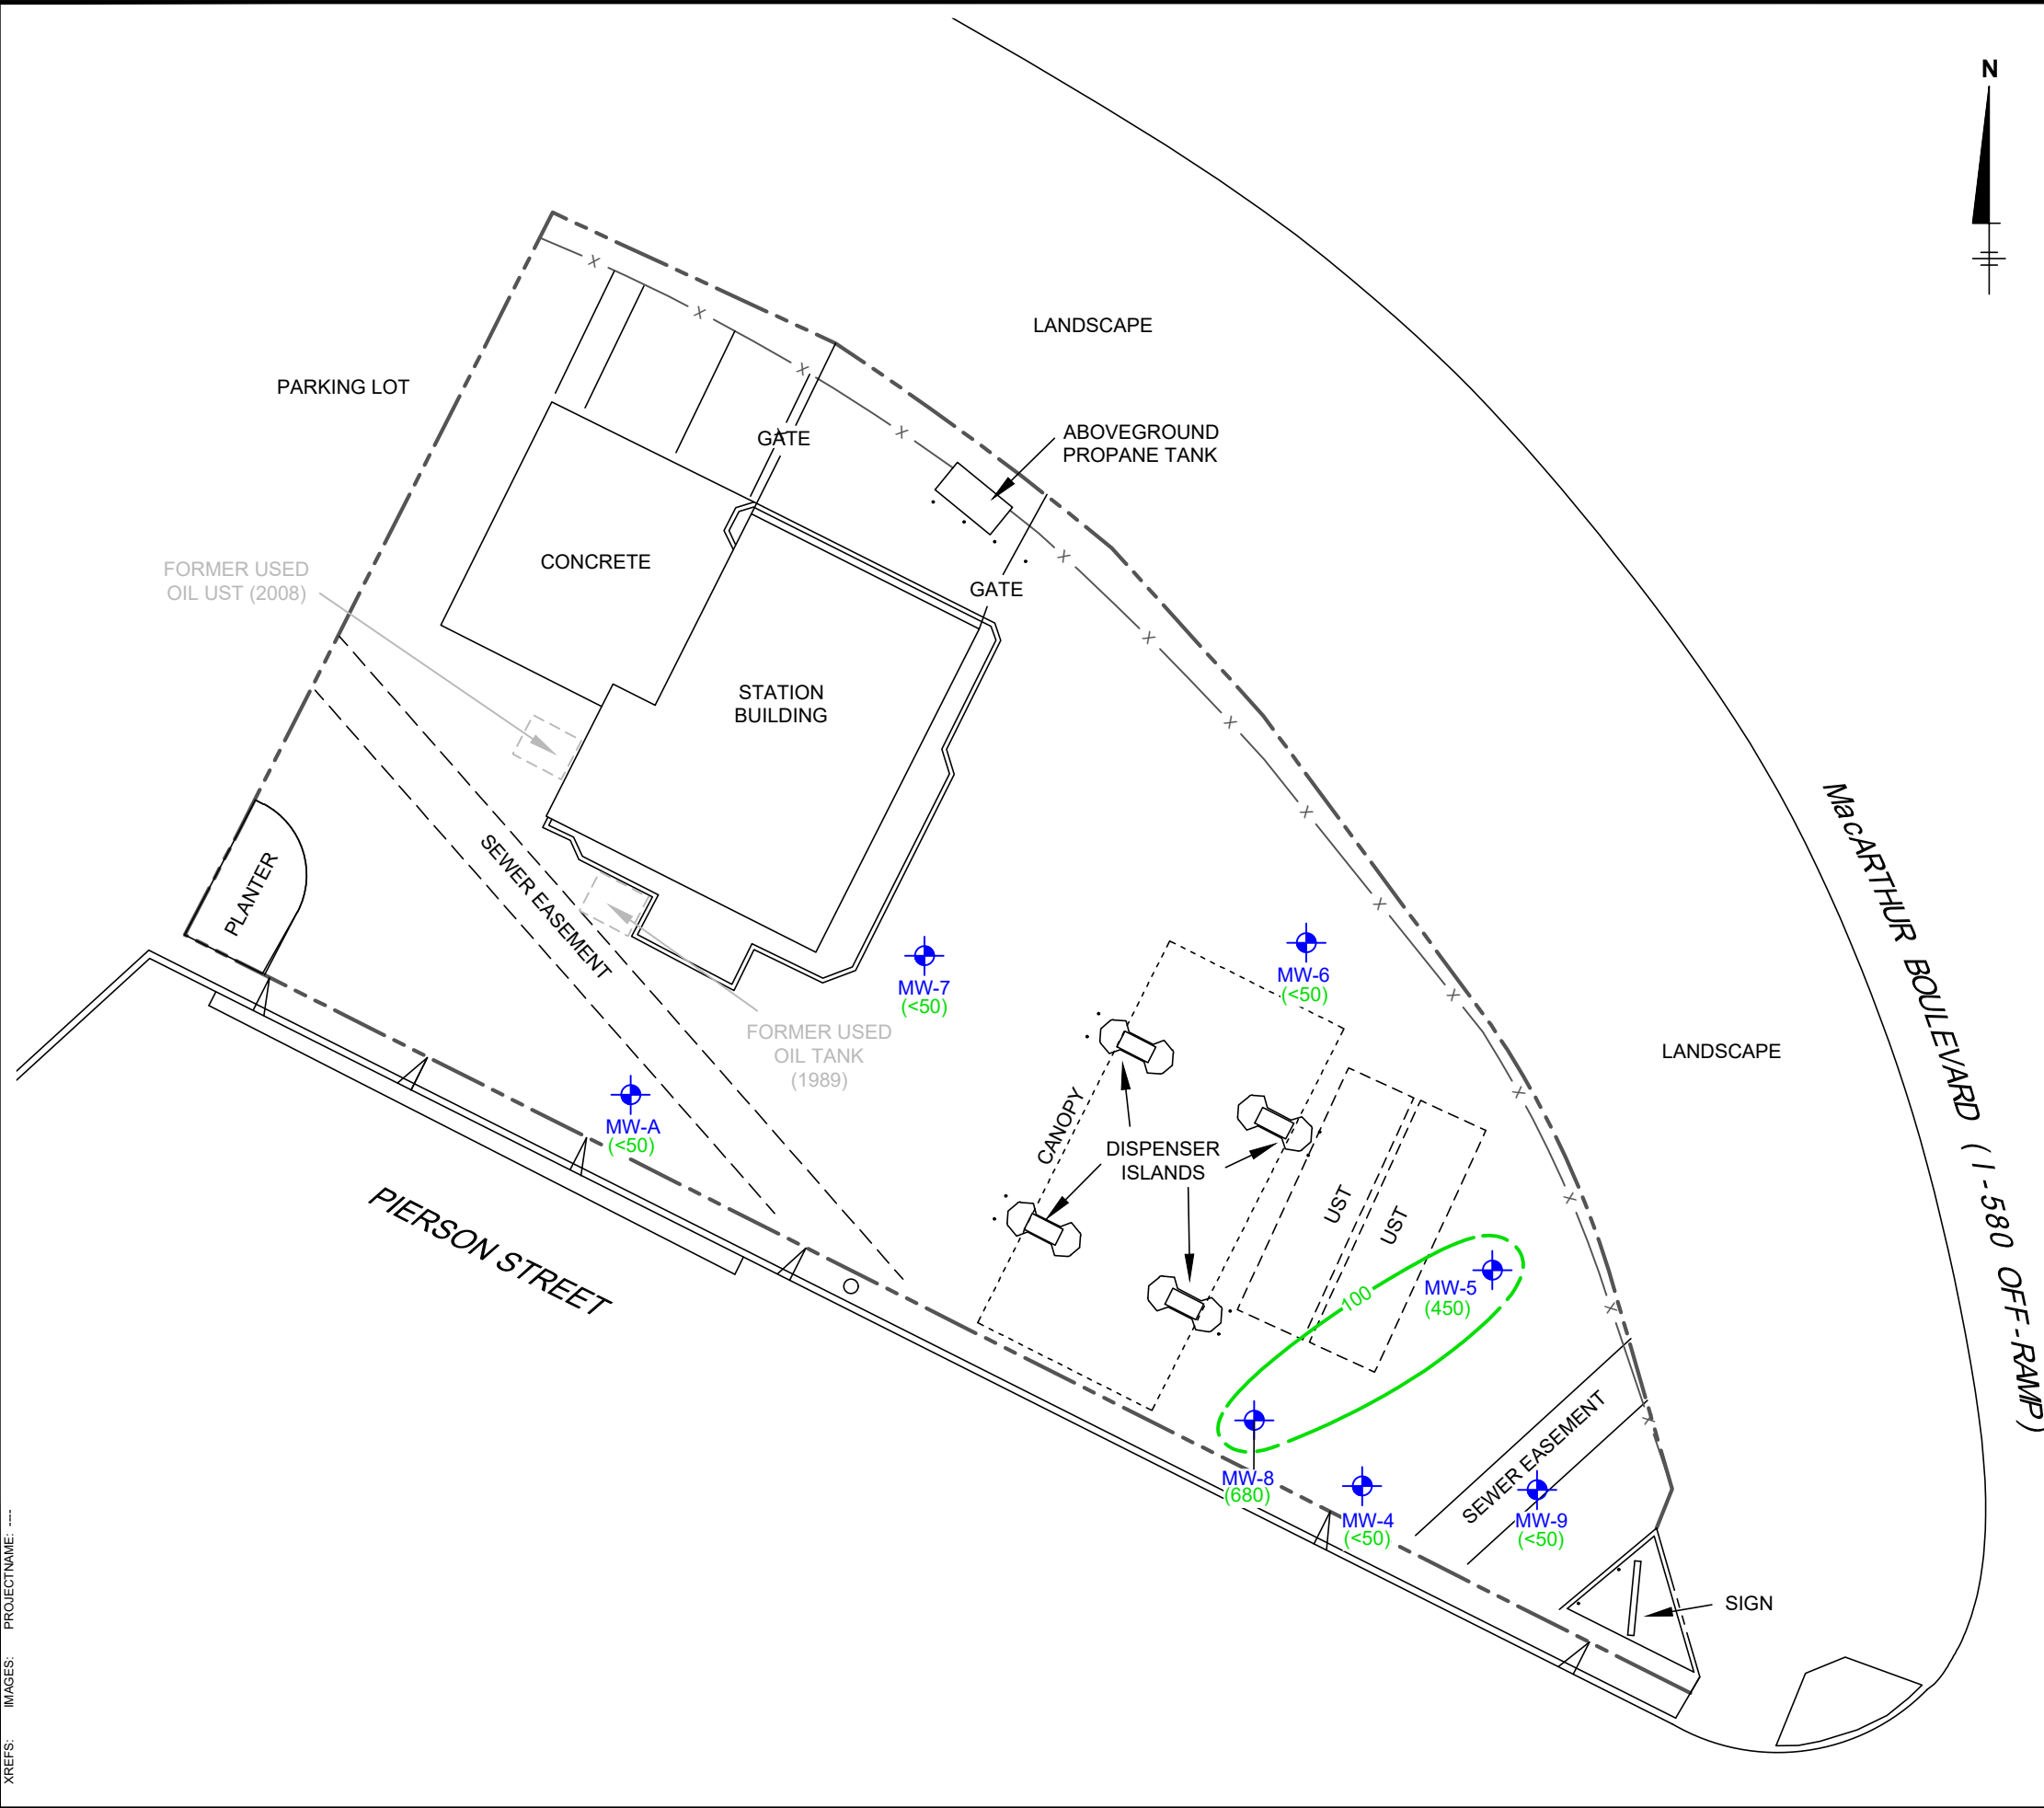 N
LANDSCAPE
PARKING LOT
GATE
ABOVEGROUND
PROPANE TANK
CONCRETE
FORMER USED
OIL UST (2008)
GATE
STATION
BUILDING
MacARTHUR BOULEVARD (I-580 OFF-RAMP)
PLANTER
SEWER EASEMENT
MW-7
(<50)
MW-6
(<50)
FORMER USED
OIL TANK
(1989)
LANDSCAPE
MW-A
(<50)
CANOPY
DISPENSER
ISLANDS
UST
UST
PIERSON STREET
100
MW-5
(450)
MW-8
(680)
MW-4
(<50)
SEWER EASEMENT
MW-9
(<50)
SIGN
XREFS: IMAGES: PROJECTNAME: ----
X
X
X
X
X
X
X
X
X
X
X
X
X
X